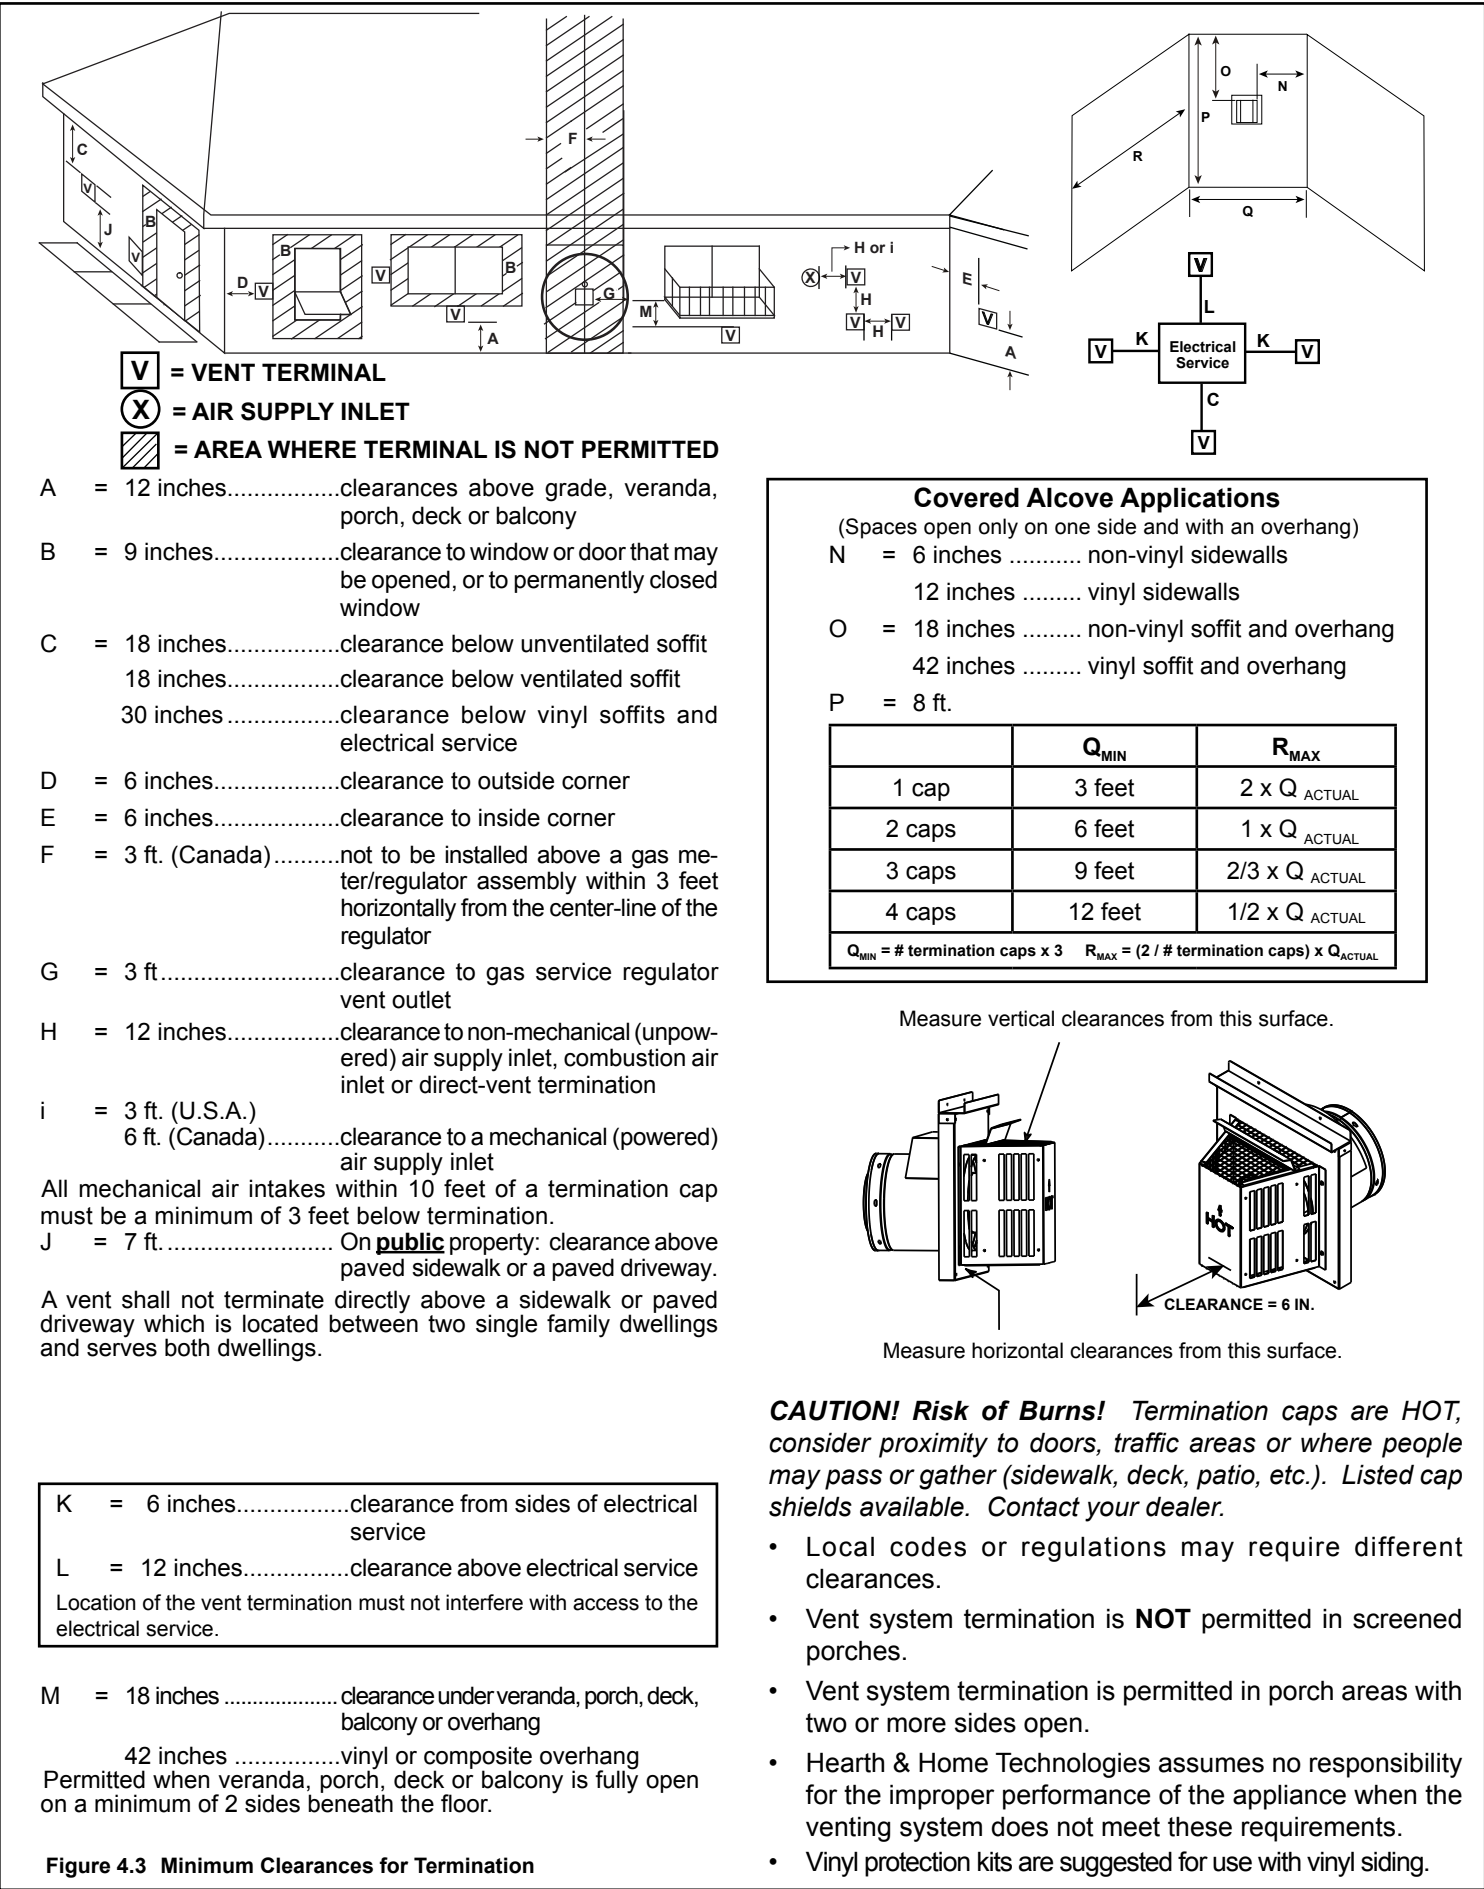 F
C
V
J
B
V
D
V
B
V
B
V
A
G
M
V
H or i
X
V
H
V
H
V
E
V
A
O
N
P
R
Q
V
L
V
K
Electrical
Service
K
V
C
V
V = VENT TERMINAL
X = AIR SUPPLY INLET
= AREA WHERE TERMINAL IS NOT PERMITTED
A = 12 inches.................clearances above grade, veranda,
porch, deck or balcony
B = 9 inches...................clearance to window or door that may
be opened, or to permanently closed
window
C = 18 inches.................clearance below unventilated soffit
18 inches.................clearance below ventilated soffit
30 inches.................clearance below vinyl soffits and
electrical service
D = 6 inches...................clearance to outside corner
E = 6 inches...................clearance to inside corner
F = 3 ft. (Canada)..........not to be installed above a gas me-
ter/regulator assembly within 3 feet
horizontally from the center-line of the
regulator
G = 3 ft...........................clearance to gas service regulator
vent outlet
H = 12 inches.................clearance to non-mechanical (unpow-
ered) air supply inlet, combustion air
inlet or direct-vent termination
i = 3 ft. (U.S.A.)
6 ft. (Canada)...........clearance to a mechanical (powered)
air supply inlet
All mechanical air intakes within 10 feet of a termination cap
must be a minimum of 3 feet below termination.
J = 7 ft. ......................... On public property: clearance above
paved sidewalk or a paved driveway.
A vent shall not terminate directly above a sidewalk or paved
driveway which is located between two single family dwellings
and serves both dwellings.
K = 6 inches.................clearance from sides of electrical
service
L = 12 inches................clearance above electrical service
Location of the vent termination must not interfere with access to the
electrical service.
M = 18 inches .................... clearance under veranda, porch, deck,
balcony or overhang
42 inches ................vinyl or composite overhang
Permitted when veranda, porch, deck or balcony is fully open
on a minimum of 2 sides beneath the floor.
Figure 4.3 Minimum Clearances for Termination
Covered Alcove Applications
(Spaces open only on one side and with an overhang)
N = 6 inches ........... non-vinyl sidewalls
12 inches ......... vinyl sidewalls
O = 18 inches ......... non-vinyl soffit and overhang
42 inches ......... vinyl soffit and overhang
P = 8 ft.
QMIN RMAX
1 cap 3 feet 2 x Q ACTUAL
2 caps 6 feet 1 x Q ACTUAL
3 caps 9 feet 2/3 x Q ACTUAL
4 caps 12 feet 1/2 x Q ACTUAL
QMIN = # termination caps x 3 RMAX = (2 / # termination caps) x QACTUAL
Measure vertical clearances from this surface.
HOT
CLEARANCE = 6 IN.
Measure horizontal clearances from this surface.
CAUTION! Risk of Burns! Termination caps are HOT,
consider proximity to doors, traffic areas or where people
may pass or gather (sidewalk, deck, patio, etc.). Listed cap
shields available. Contact your dealer.
• Local codes or regulations may require different
clearances.
• Vent system termination is NOT permitted in screened
porches.
• Vent system termination is permitted in porch areas with
two or more sides open.
• Hearth & Home Technologies assumes no responsibility
for the improper performance of the appliance when the
venting system does not meet these requirements.
• Vinyl protection kits are suggested for use with vinyl siding.